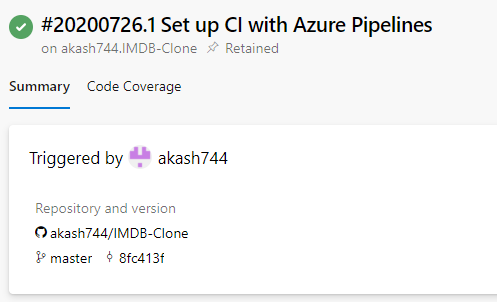 #20200726.1 Set up CI with Azure Pipelines
on akash744.IMDB-Clone Retained
Summary Code Coverage
Triggered by akash744
Repository and version
akash744/IMDB-Clone
master 8fc413f